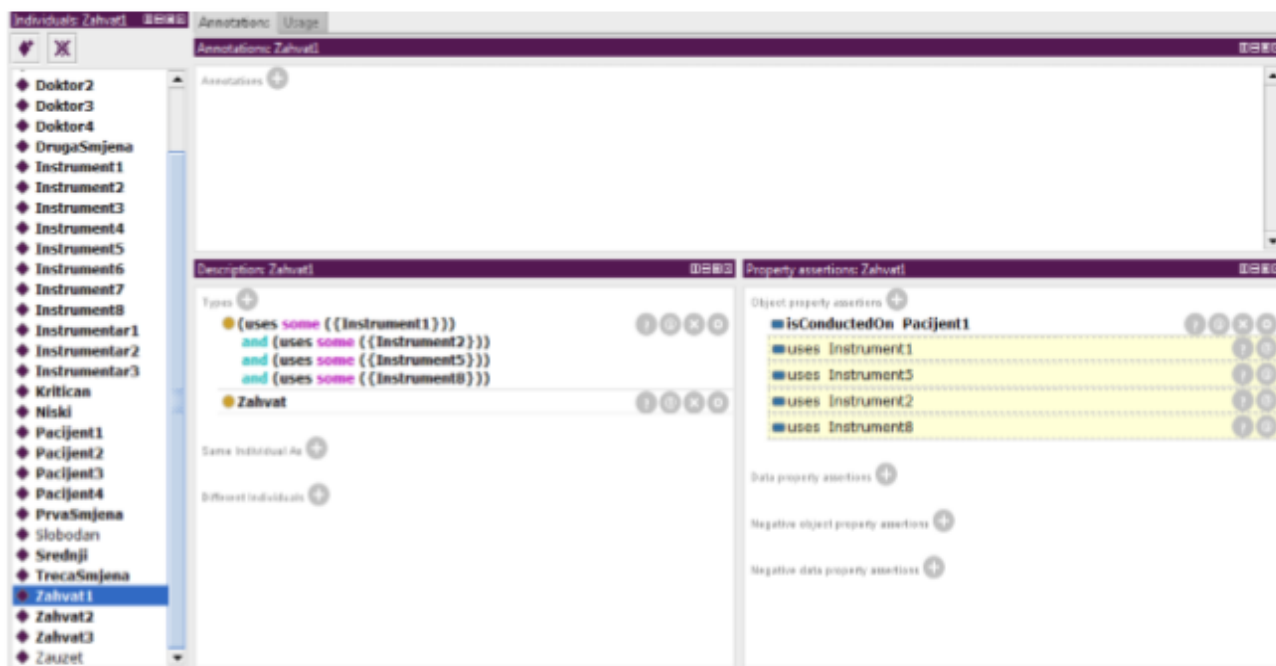 Individuals: Zahvat1
Doktor2
Doktor3
Doktor4
DrugaSmjena
Instrument1
Instrument2
Instrument3
Instrument4
Instrument5
Instrument6
Instrument7
Instrument8
Instrumentar1
Instrumentar2
Instrumentar3
Kritican
Niski
Pacijent1
Pacijent2
Pacijent3
Pacijent4
PrvaSmjena
Slobodan
Srednji
TrecaSmjena
Zahvat1
Zahvat2
Zahvat3
Zauzet
Annotations Usage
Annotations: Zahvat1
Annotations
Description: Zahvat1
Types
(uses some ({Instrument1}))
and (uses some ({Instrument2}))
and (uses some ({Instrument5}))
and (uses some ({Instrument8}))
Zahvat
Same Individual As
Different Individuals
Property assertions: Zahvat1
Object property assertions
isConductedOn Pacijent1
uses Instrument1
uses Instrument5
uses Instrument2
uses Instrument8
Data property assertions
Negative object property assertions
Negative data property assertions